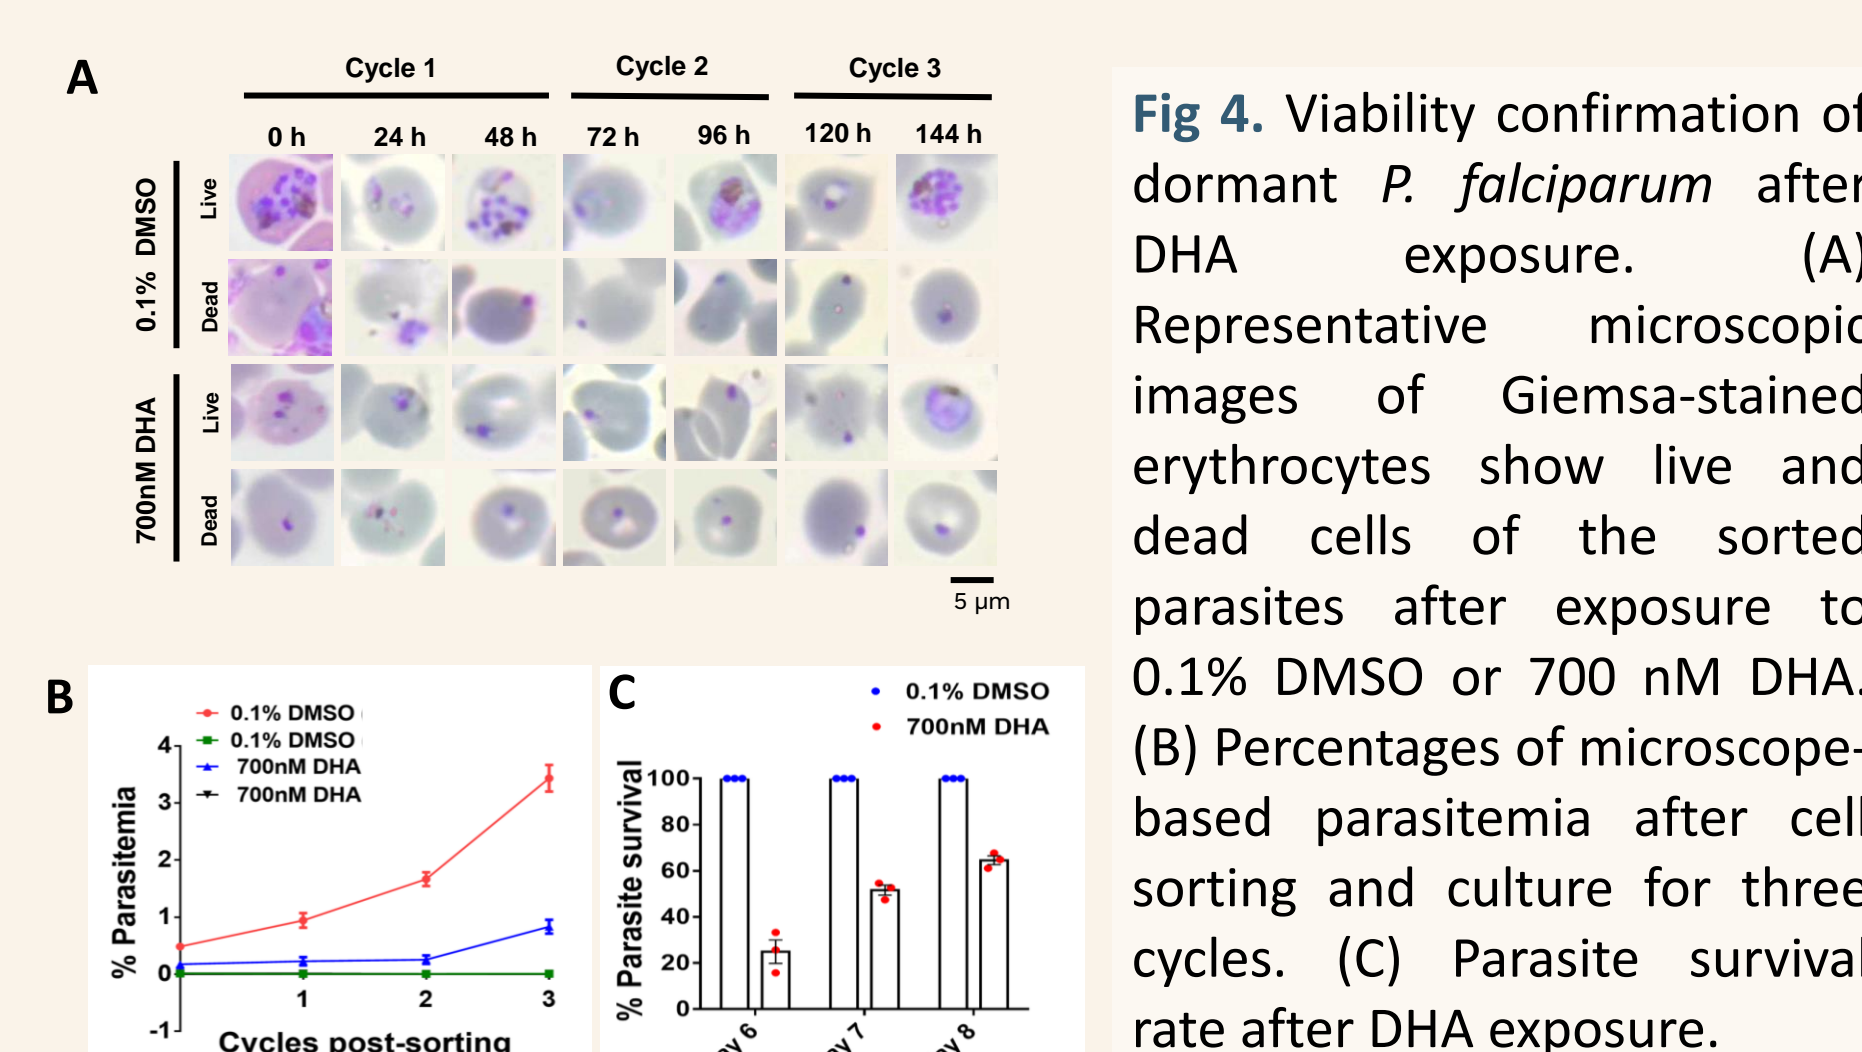 A
Cycle 1 Cycle 2 Cycle 3
0 h 24 h 48 h 72 h 96 h 120 h 144 h
0.1% DMSO
Live
Dead
700nM DHA
Live
Dead
5 µm
B
0.1% DMSO
0.1% DMSO
700nM DHA
700nM DHA
% Parasitemia
4
3
2
1
0
-1
1 2 3
Cycles post-sorting
C
0.1% DMSO
700nM DHA
% Parasite survival
100
80
60
40
20
0
6 7 8
Fig 4. Viability confirmation of
dormant P. falciparum after
DHA exposure. (A)
Representative microscopic
images of Giemsa-stained
erythrocytes show live and
dead cells of the sorted
parasites after exposure to
0.1% DMSO or 700 nM DHA.
(B) Percentages of microscope-
based parasitemia after cell
sorting and culture for three
cycles. (C) Parasite survival
rate after DHA exposure.